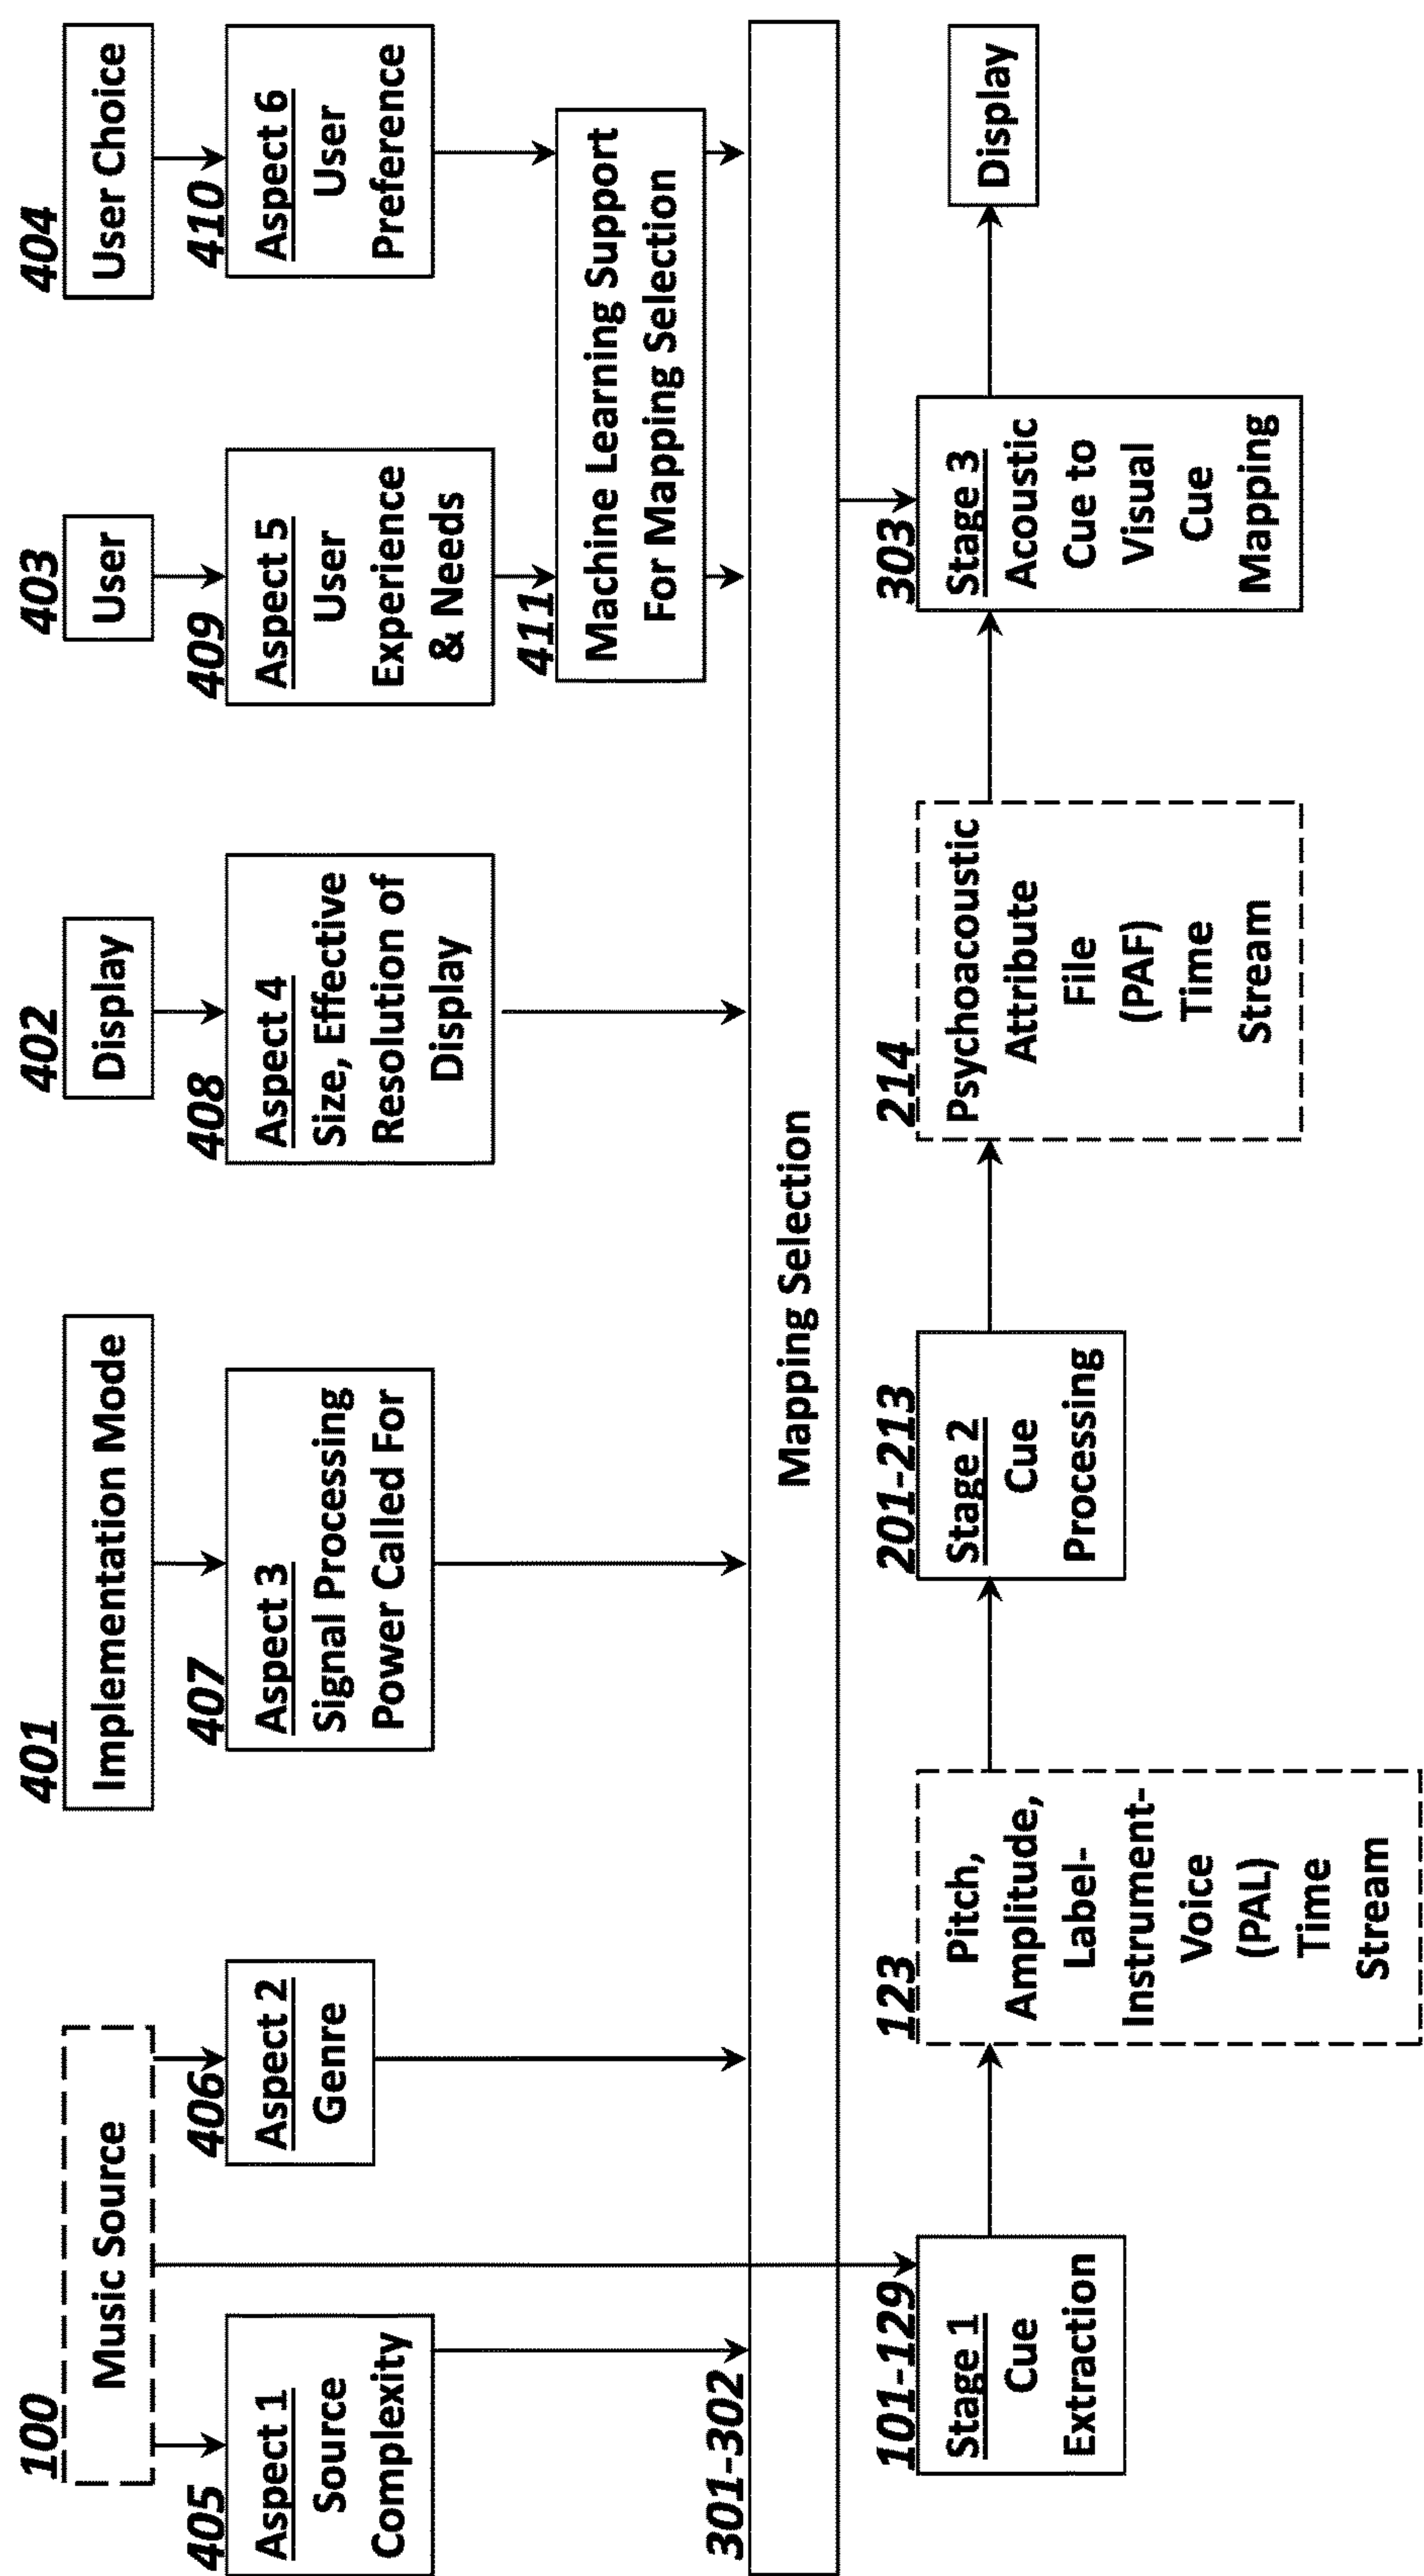 100
Music Source
401
Implementation Mode
402
Display
403
User
404
User Choice
405
Aspect 1
Source
Complexity
406
Aspect 2
Genre
407
Aspect 3
Signal Processing
Power Called For
408
Aspect 4
Size, Effective
Resolution of
Display
409
Aspect 5
User
Experience
& Needs
410
Aspect 6
User
Preference
411
Machine Learning Support
For Mapping Selection
301-302
Mapping Selection
101-129
Stage 1
Cue
Extraction
123
Pitch,
Amplitude,
Label-
Instrument-
Voice
(PAL)
Time
Stream
201-213
Stage 2
Cue
Processing
214
Psychoacoustic
Attribute
File
(PAF)
Time
Stream
303
Stage 3
Acoustic
Cue to
Visual
Cue
Mapping
Display